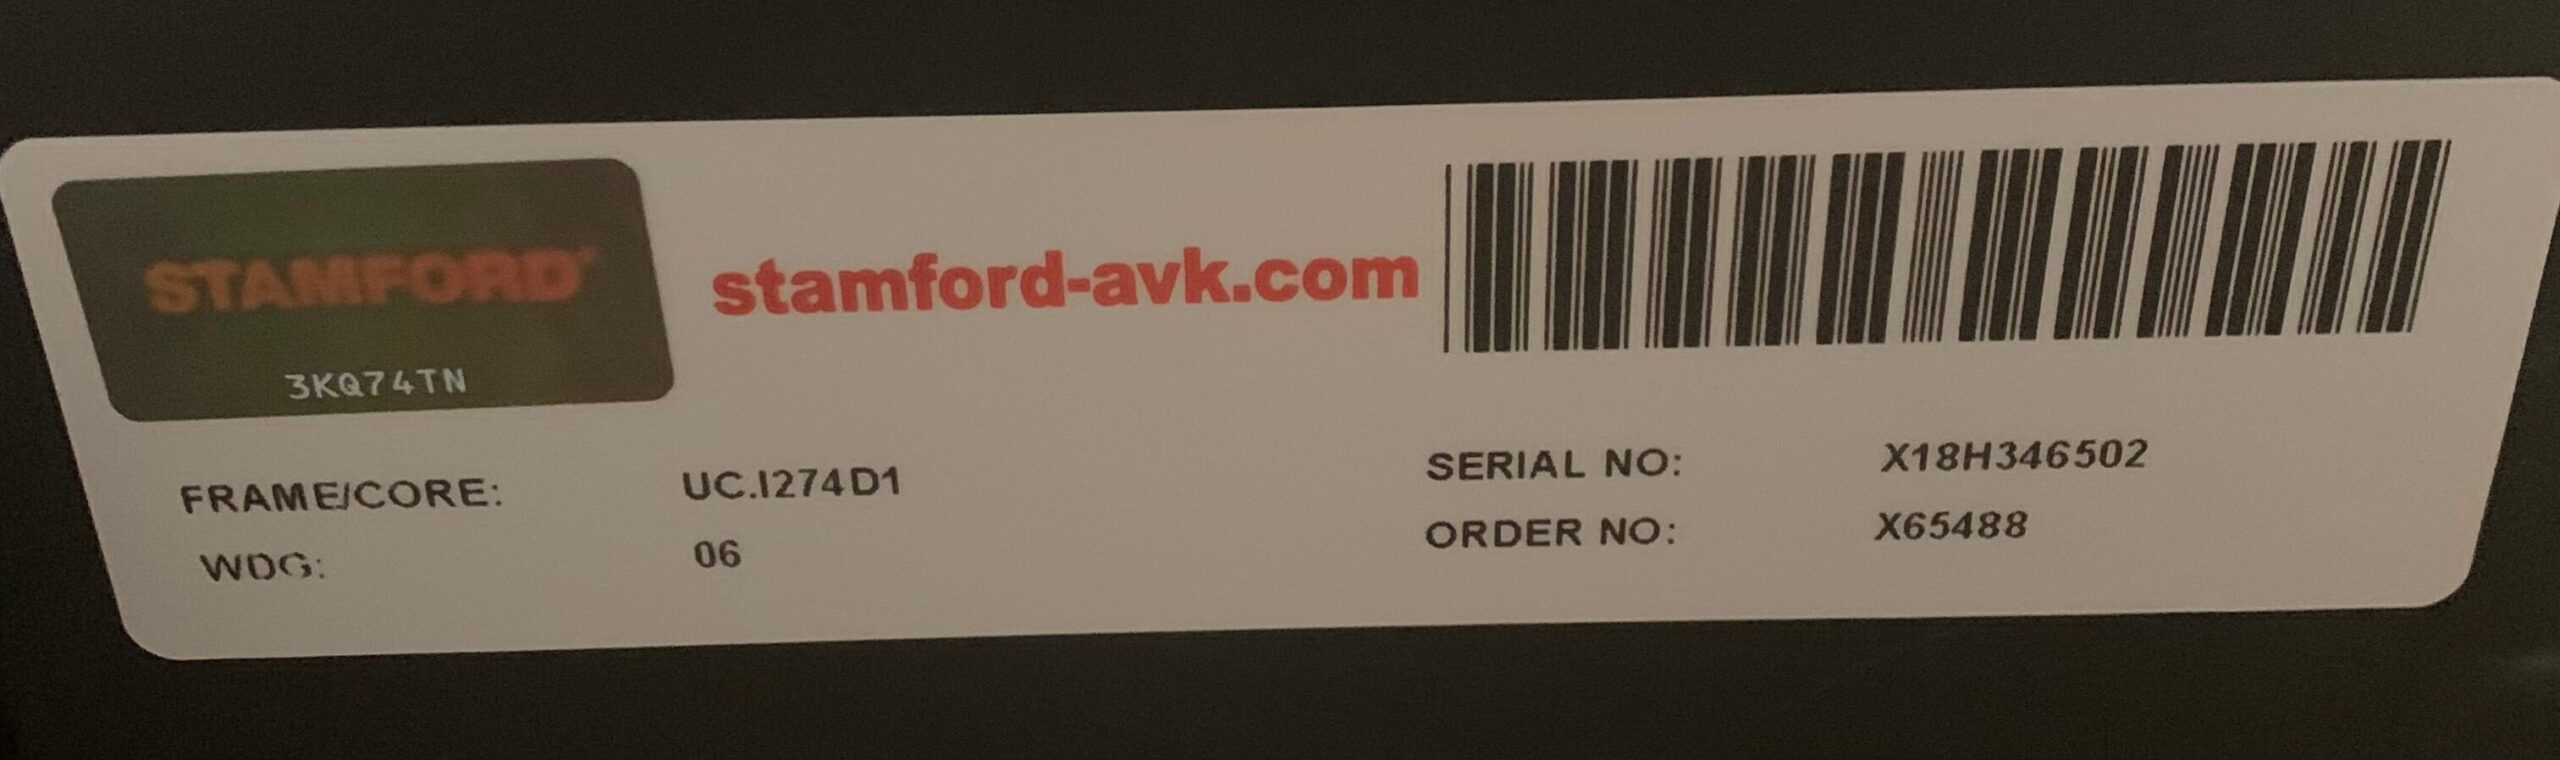 STAMFORD
3KQ74TN
stamford-avk.com
FRAME/CORE: UC.I274D1
WDG: 06
SERIAL NO: X18H346502
ORDER NO: X65488